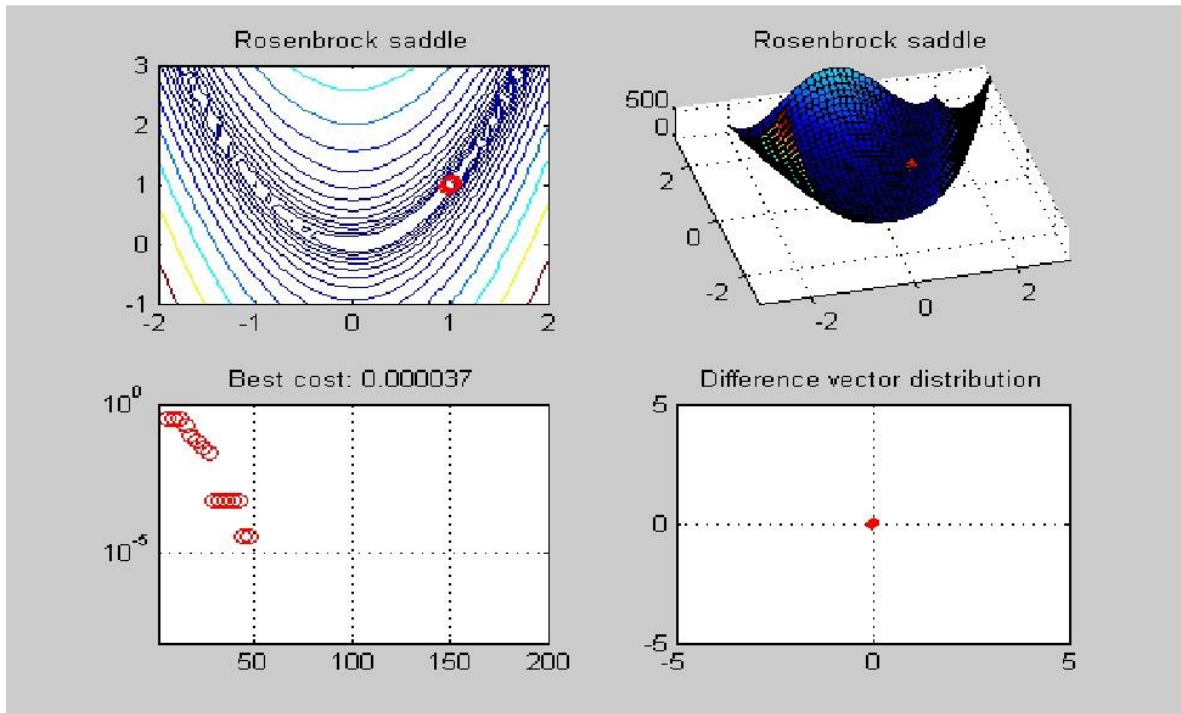 Rosenbrock saddle
3
2
1
0
-1
-2 -1 0 1 2
Rosenbrock saddle
500
0
2
0
-2
-2 0 2
Best cost: 0.000037
10^0
10^-5
50 100 150 200
Difference vector distribution
5
0
-5
-5 0 5